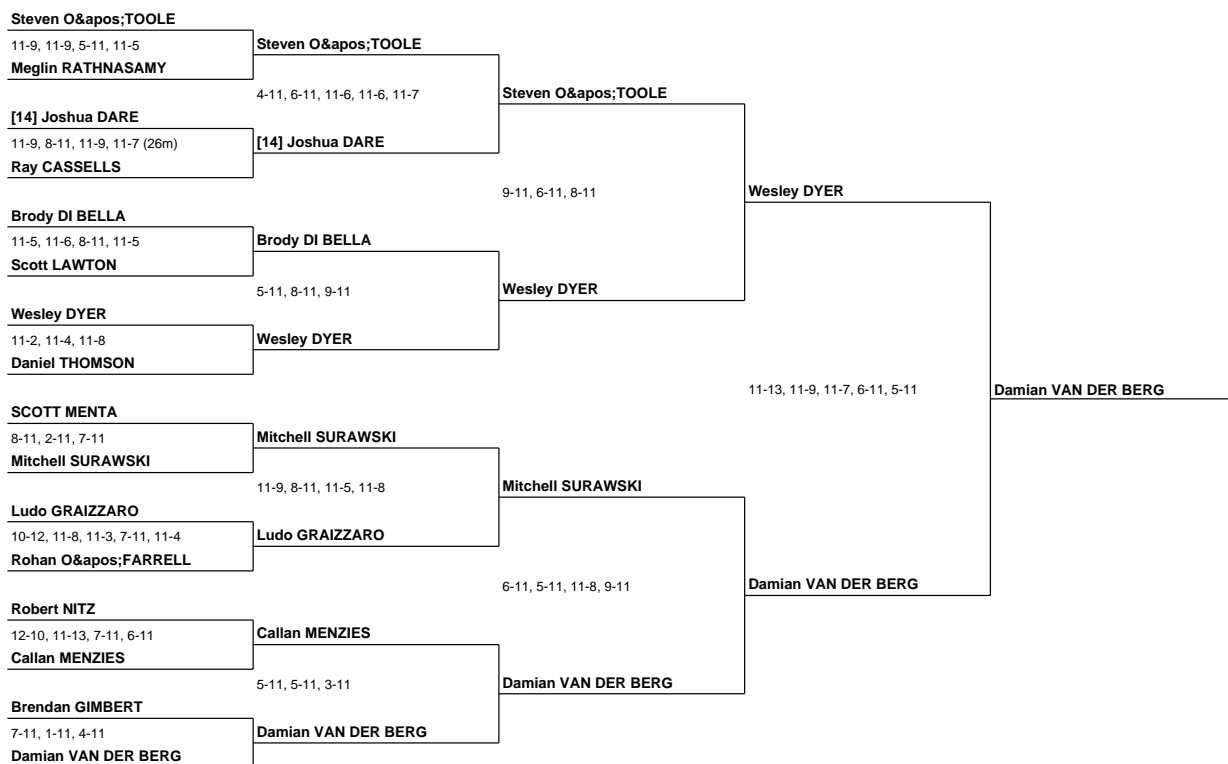 Steven O&apos;TOOLE
11-9, 11-9, 5-11, 11-5
Steven O&apos;TOOLE
Meglin RATHNASAMY
4-11, 6-11, 11-6, 11-6, 11-7
Steven O&apos;TOOLE
[14] Joshua DARE
11-9, 8-11, 11-9, 11-7 (26m)
[14] Joshua DARE
Ray CASSELLS
9-11, 6-11, 8-11
Wesley DYER
Brody DI BELLA
11-5, 11-6, 8-11, 11-5
Brody DI BELLA
Scott LAWTON
5-11, 8-11, 9-11
Wesley DYER
Wesley DYER
11-2, 11-4, 11-8
Wesley DYER
Daniel THOMSON
11-13, 11-9, 11-7, 6-11, 5-11
Damian VAN DER BERG
SCOTT MENTA
8-11, 2-11, 7-11
Mitchell SURAWSKI
Mitchell SURAWSKI
11-9, 8-11, 11-5, 11-8
Mitchell SURAWSKI
Ludo GRAIZZARO
10-12, 11-8, 11-3, 7-11, 11-4
Ludo GRAIZZARO
Rohan O&apos;FARRELL
6-11, 5-11, 11-8, 9-11
Damian VAN DER BERG
Robert NITZ
12-10, 11-13, 7-11, 6-11
Callan MENZIES
Callan MENZIES
5-11, 5-11, 3-11
Damian VAN DER BERG
Brendan GIMBERT
7-11, 1-11, 4-11
Damian VAN DER BERG
Damian VAN DER BERG